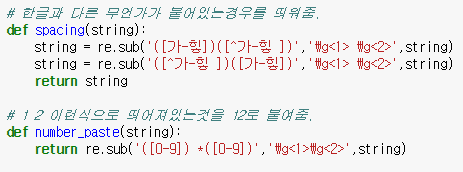 # 한글과 다른 무언가가 붙어있는경우를 띄워줌.
def spacing(string):
    string = re.sub('([가-힣])([^가-힣 ])','₩g<1> ₩g<2>',string)
    string = re.sub('([^가-힣 ])([가-힣])','₩g<1> ₩g<2>',string)
    return string
# 1 2 이런식으로 띄어져있는것을 12로 붙여줌.
def number_paste(string):
    return re.sub('([0-9]) *([0-9])','₩g<1>₩g<2>',string)